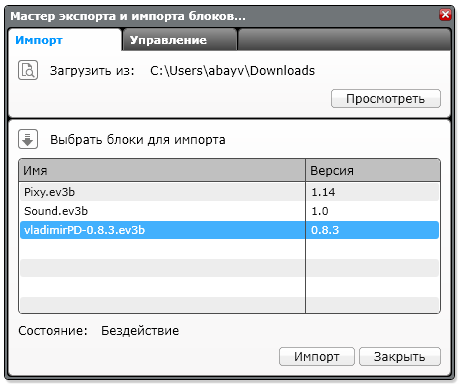 Мастер экспорта и импорта блоков...
Импорт Управление
Загрузить из: C:\Users\abayv\Downloads
Просмотреть
Выбрать блоки для импорта
Имя Версия
Pixy.ev3b 1.14
Sound.ev3b 1.0
vladimirPD-0.8.3.ev3b 0.8.3
Состояние: Бездействие
Импорт Закрыть